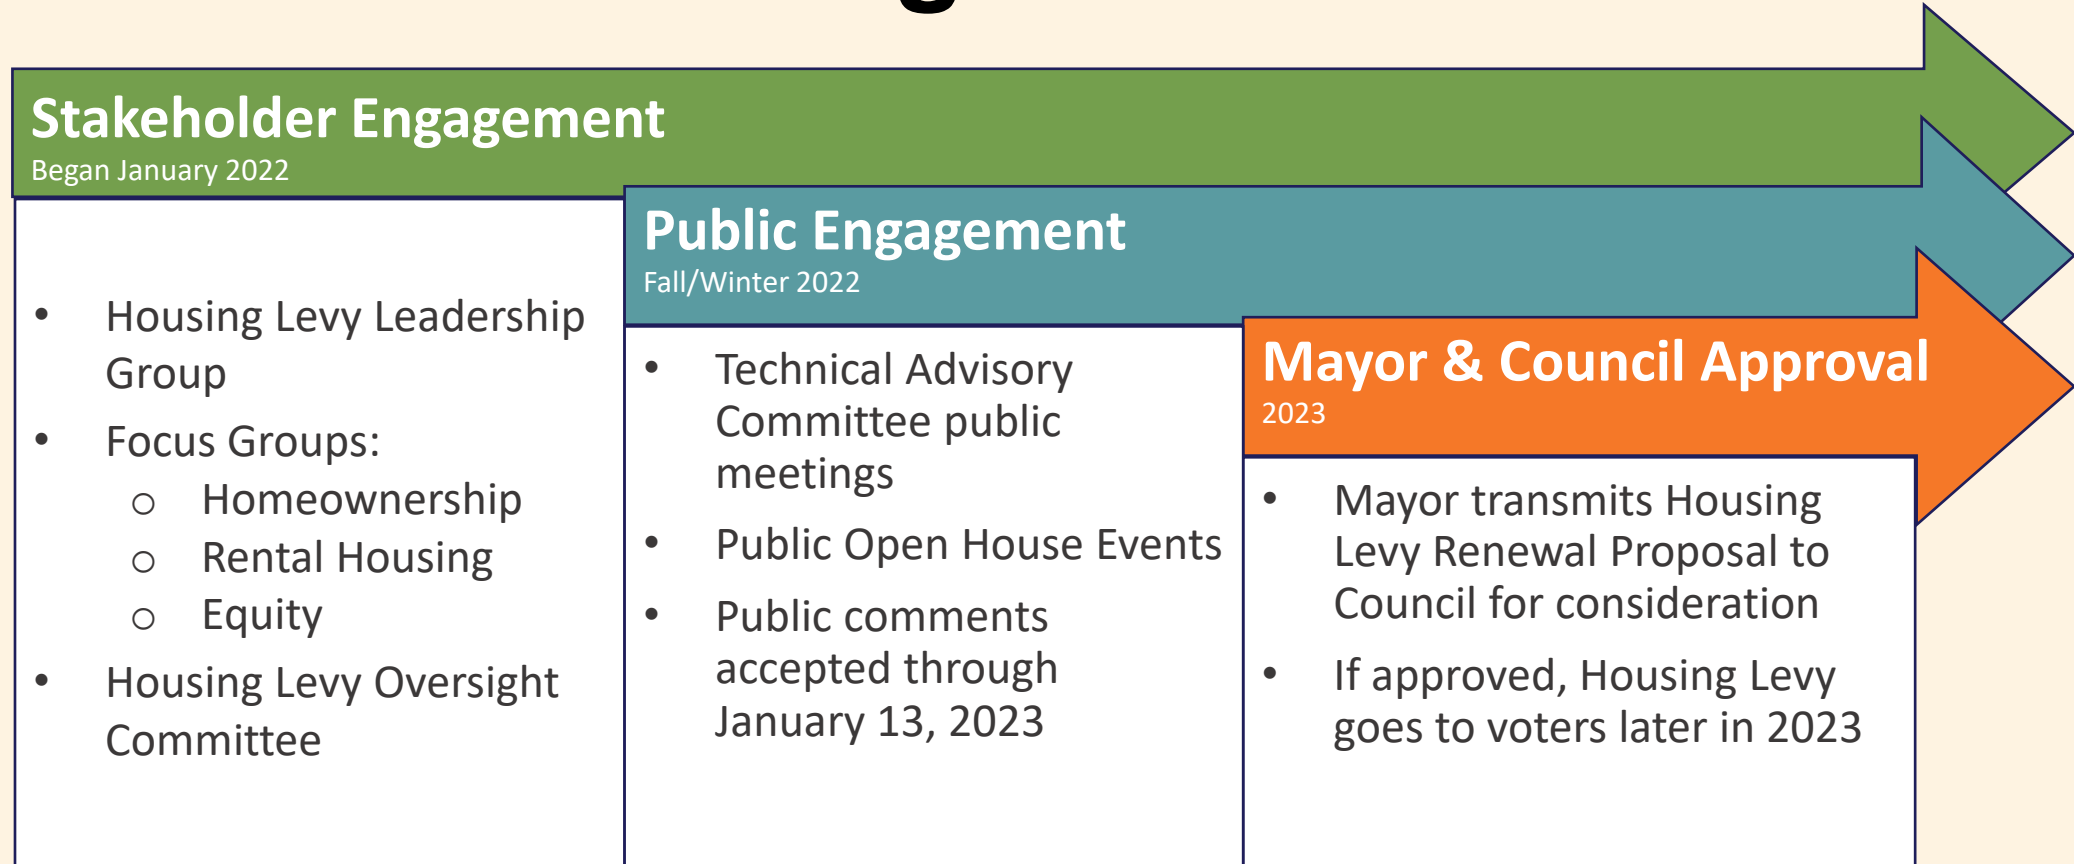 Stakeholder Engagement
Began January 2022
• Housing Levy Leadership
Group
• Focus Groups:
o Homeownership
o Rental Housing
o Equity
• Housing Levy Oversight
Committee
Public Engagement
Fall/Winter 2022
• Technical Advisory
Committee public
meetings
• Public Open House Events
• Public comments
accepted through
January 13, 2023
Mayor & Council Approval
2023
• Mayor transmits Housing
Levy Renewal Proposal to
Council for consideration
• If approved, Housing Levy
goes to voters later in 2023